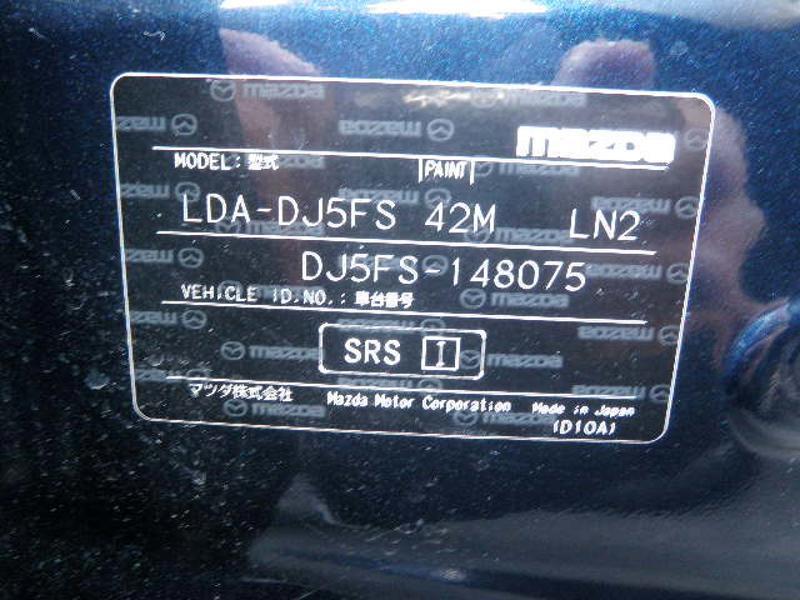 mazda
MODEL：型式 PAINT
LDA-DJ5FS 42M LN2
DJ5FS-148075
VEHICLE ID.NO.：車台番号
SRS I
マツダ株式会社 Mazda Motor Corporation Made in Japan
(D10A)